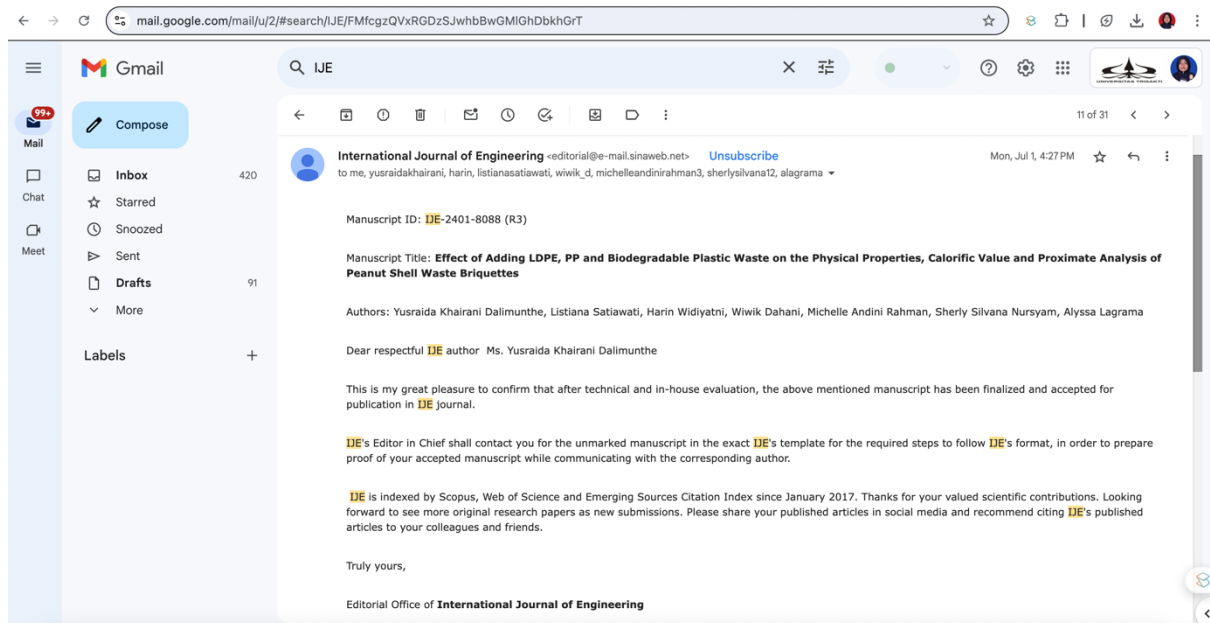 mail.google.com/mail/u/2/#search/IJE/FMfcgzQVxRGDzSJwhbBwGMlGhDbkhGrT
Gmail
IJE
UNIVERSITAS TRISAKTI
99+
Mail
Chat
Meet
Compose
Inbox 420
Starred
Snoozed
Sent
Drafts 91
More
Labels
11 of 31
International Journal of Engineering <editorial@e-mail.sinaweb.net> Unsubscribe
Mon, Jul 1, 4:27 PM
to me, yusraidakhairani, harin, listianasatiawati, wiwik_d, michelleandinirahman3, sherlysilvana12, alagrama
Manuscript ID: IJE-2401-8088 (R3)
Manuscript Title: Effect of Adding LDPE, PP and Biodegradable Plastic Waste on the Physical Properties, Calorific Value and Proximate Analysis of
Peanut Shell Waste Briquettes
Authors: Yusraida Khairani Dalimunthe, Listiana Satiawati, Harin Widiyatni, Wiwik Dahani, Michelle Andini Rahman, Sherly Silvana Nursyam, Alyssa Lagrama
Dear respectful IJE author  Ms. Yusraida Khairani Dalimunthe
This is my great pleasure to confirm that after technical and in-house evaluation, the above mentioned manuscript has been finalized and accepted for
publication in IJE journal.
IJE's Editor in Chief shall contact you for the unmarked manuscript in the exact IJE's template for the required steps to follow IJE's format, in order to prepare
proof of your accepted manuscript while communicating with the corresponding author.
IJE is indexed by Scopus, Web of Science and Emerging Sources Citation Index since January 2017. Thanks for your valued scientific contributions. Looking
forward to see more original research papers as new submissions. Please share your published articles in social media and recommend citing IJE's published
articles to your colleagues and friends.
Truly yours,
Editorial Office of International Journal of Engineering